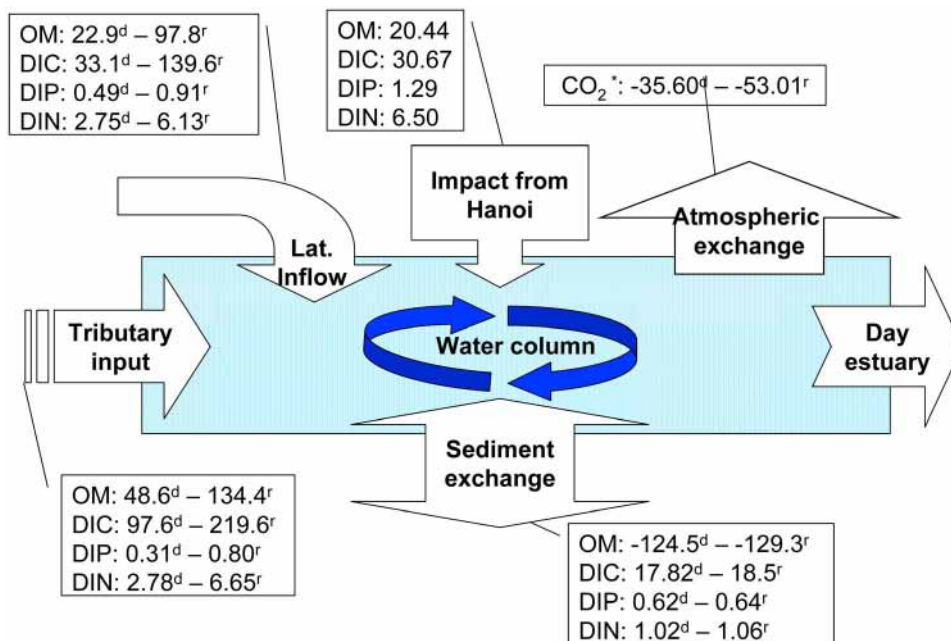 OM: 22.9ᵈ – 97.8ʳ
DIC: 33.1ᵈ – 139.6ʳ
DIP: 0.49ᵈ – 0.91ʳ
DIN: 2.75ᵈ – 6.13ʳ
OM: 20.44
DIC: 30.67
DIP: 1.29
DIN: 6.50
CO₂*: -35.60ᵈ – -53.01ʳ
Impact from
Hanoi
Atmospheric
exchange
Lat.
Inflow
Tributary
input
Water column
Day
estuary
Sediment
exchange
OM: 48.6ᵈ – 134.4ʳ
DIC: 97.6ᵈ – 219.6ʳ
DIP: 0.31ᵈ – 0.80ʳ
DIN: 2.78ᵈ – 6.65ʳ
OM: -124.5ᵈ – -129.3ʳ
DIC: 17.82ᵈ – 18.5ʳ
DIP: 0.62ᵈ – 0.64ʳ
DIN: 1.02ᵈ – 1.06ʳ